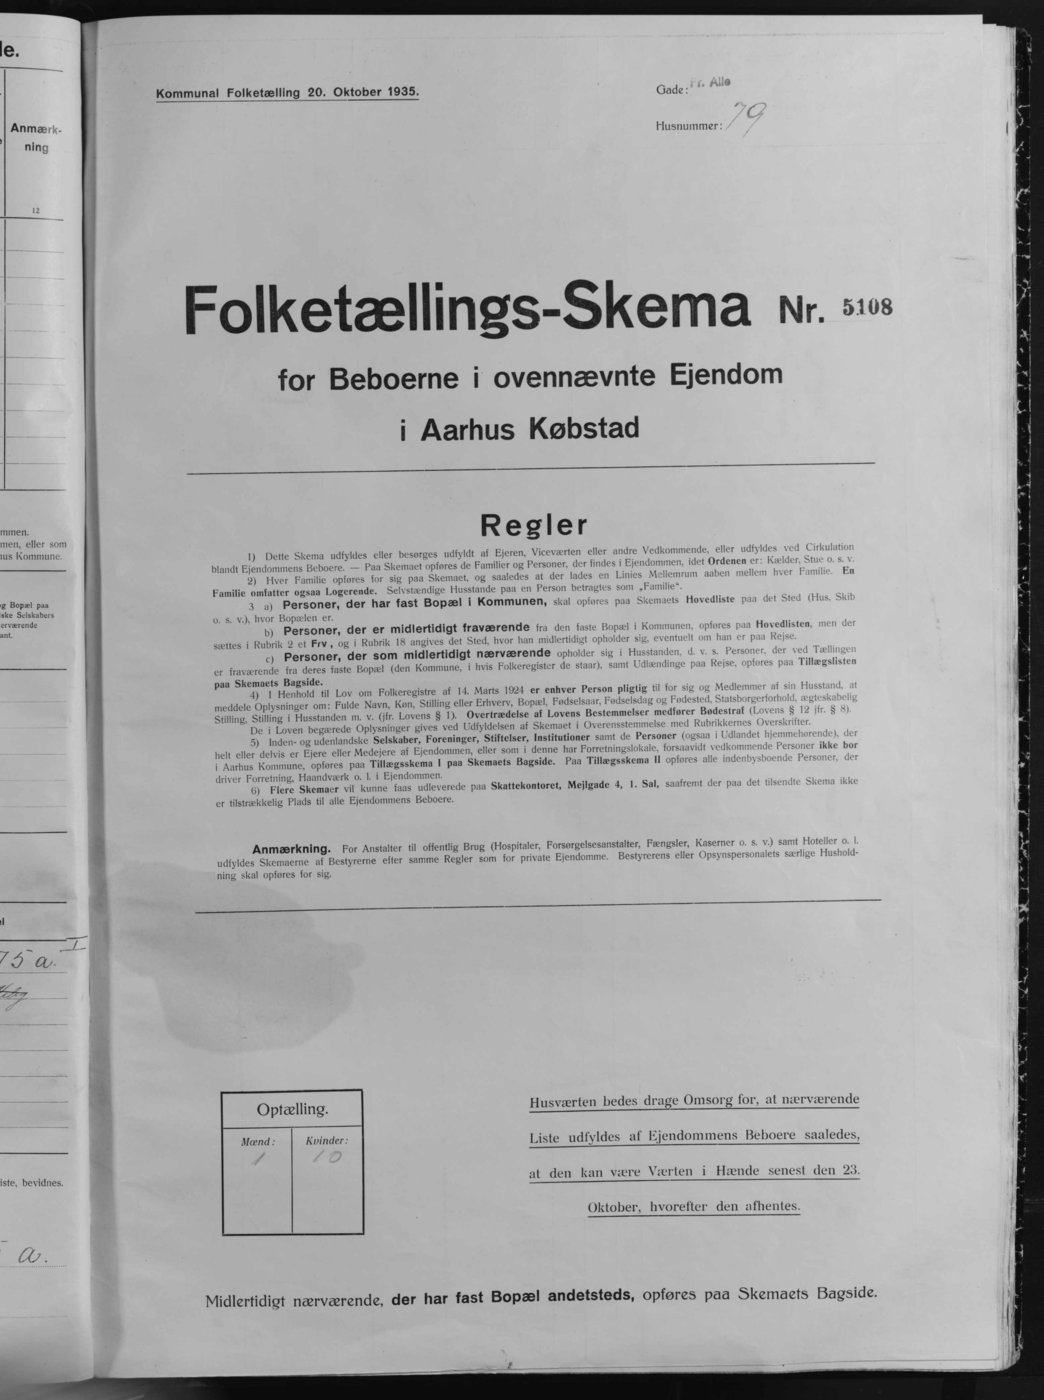 le.
Anmærk-
ning
12
mmen.
men, eller som
us Kommune.
g Bopæl paa
ske Selskabers
erværende
ant.
75 a. I
iste, bevidnes.
a.
Kommunal Folketælling 20. Oktober 1935.
Gade: Fr. Alle
Husnummer: 79
Folketællings-Skema Nr. 5108
for Beboerne i ovennævnte Ejendom
i Aarhus Købstad
Regler
1) Dette Skema udfyldes eller besørges udfyldt af Ejeren, Viceværten eller andre Vedkommende, eller udfyldes ved Cirkulation
blandt Ejendommens Beboere. — Paa Skemaet opføres de Familier og Personer, der findes i Ejendommen, idet Ordenen er: Kælder, Stue o. s. v.
2) Hver Familie opføres for sig paa Skemaet, og saaledes at der lades en Linies Mellemrum aaben mellem hver Familie. En
Familie omfatter ogsaa Logerende. Selvstændige Husstande paa en Person betragtes som „Familie“.
3 a) Personer, der har fast Bopæl i Kommunen, skal opføres paa Skemaets Hovedliste paa det Sted (Hus, Skib
o. s. v.), hvor Bopælen er.
b) Personer, der er midlertidigt fraværende fra den faste Bopæl i Kommunen, opføres paa Hovedlisten, men der
sættes i Rubrik 2 et Frv, og i Rubrik 18 angives det Sted, hvor han midlertidigt opholder sig, eventuelt om han er paa Rejse.
c) Personer, der som midlertidigt nærværende opholder sig i Husstanden, d. v. s. Personer, der ved Tællingen
er fraværende fra deres faste Bopæl (den Kommune, i hvis Folkeregister de staar), samt Udlændinge paa Rejse, opføres paa Tillægslisten
paa Skemaets Bagside.
4) I Henhold til Lov om Folkeregistre af 14. Marts 1924 er enhver Person pligtig til for sig og Medlemmer af sin Husstand, at
meddele Oplysninger om: Fulde Navn, Køn, Stilling eller Erhverv, Bopæl, Fødselsaar, Fødselsdag og Fødested, Statsborgerforhold, ægteskabelig
Stilling, Stilling i Husstanden m. v. (jfr. Lovens § 1). Overtrædelse af Lovens Bestemmelser medfører Bødestraf (Lovens § 12 jfr. § 8).
De i Loven begærede Oplysninger gives ved Udfyldelsen af Skemaet i Overensstemmelse med Rubrikkernes Overskrifter.
5) Inden- og udenlandske Selskaber, Foreninger, Stiftelser, Institutioner samt de Personer (ogsaa i Udlandet hjemmehørende), der
helt eller delvis er Ejere eller Medejere af Ejendommen, eller som i denne har Forretningslokale, forsaavidt vedkommende Personer ikke bor
i Aarhus Kommune, opføres paa Tillægsskema I paa Skemaets Bagside. Paa Tillægsskema II opføres alle indenbysboende Personer, der
driver Forretning, Haandværk o. l. i Ejendommen.
6) Flere Skemaer vil kunne faas udleverede paa Skattekontoret, Mejlgade 4, 1. Sal, saafremt der paa det tilsendte Skema ikke
er tilstrækkelig Plads til alle Ejendommens Beboere.
Anmærkning. For Anstalter til offentlig Brug (Hospitaler, Forsørgelsesanstalter, Fængsler, Kaserner o. s. v.) samt Hoteller o. l.
udfyldes Skemaerne af Bestyrerne efter samme Regler som for private Ejendomme. Bestyrerens eller Opsynspersonalets særlige Hushold-
ning skal opføres for sig.
Optælling.
Mænd: Kvinder:
1 10
Husværten bedes drage Omsorg for, at nærværende
Liste udfyldes af Ejendommens Beboere saaledes,
at den kan være Værten i Hænde senest den 23.
Oktober, hvorefter den afhentes.
Midlertidigt nærværende, der har fast Bopæl andetsteds, opføres paa Skemaets Bagside.